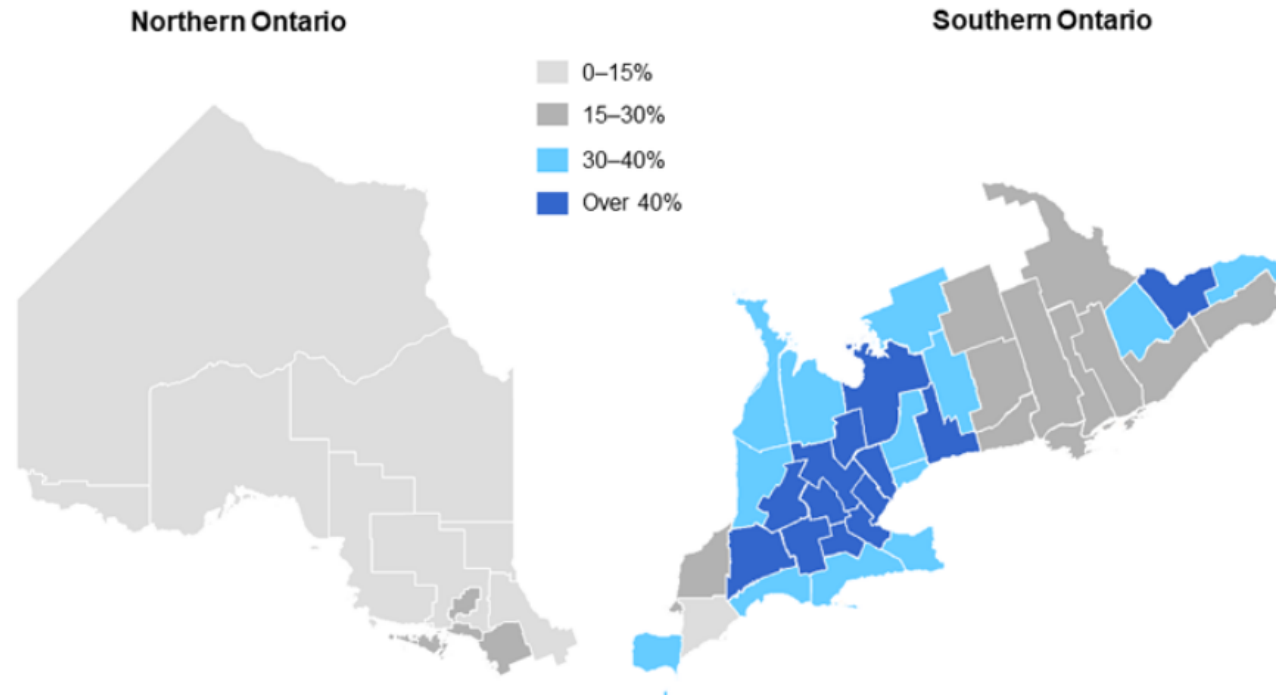 Northern Ontario
Southern Ontario
0–15%
15–30%
30–40%
Over 40%